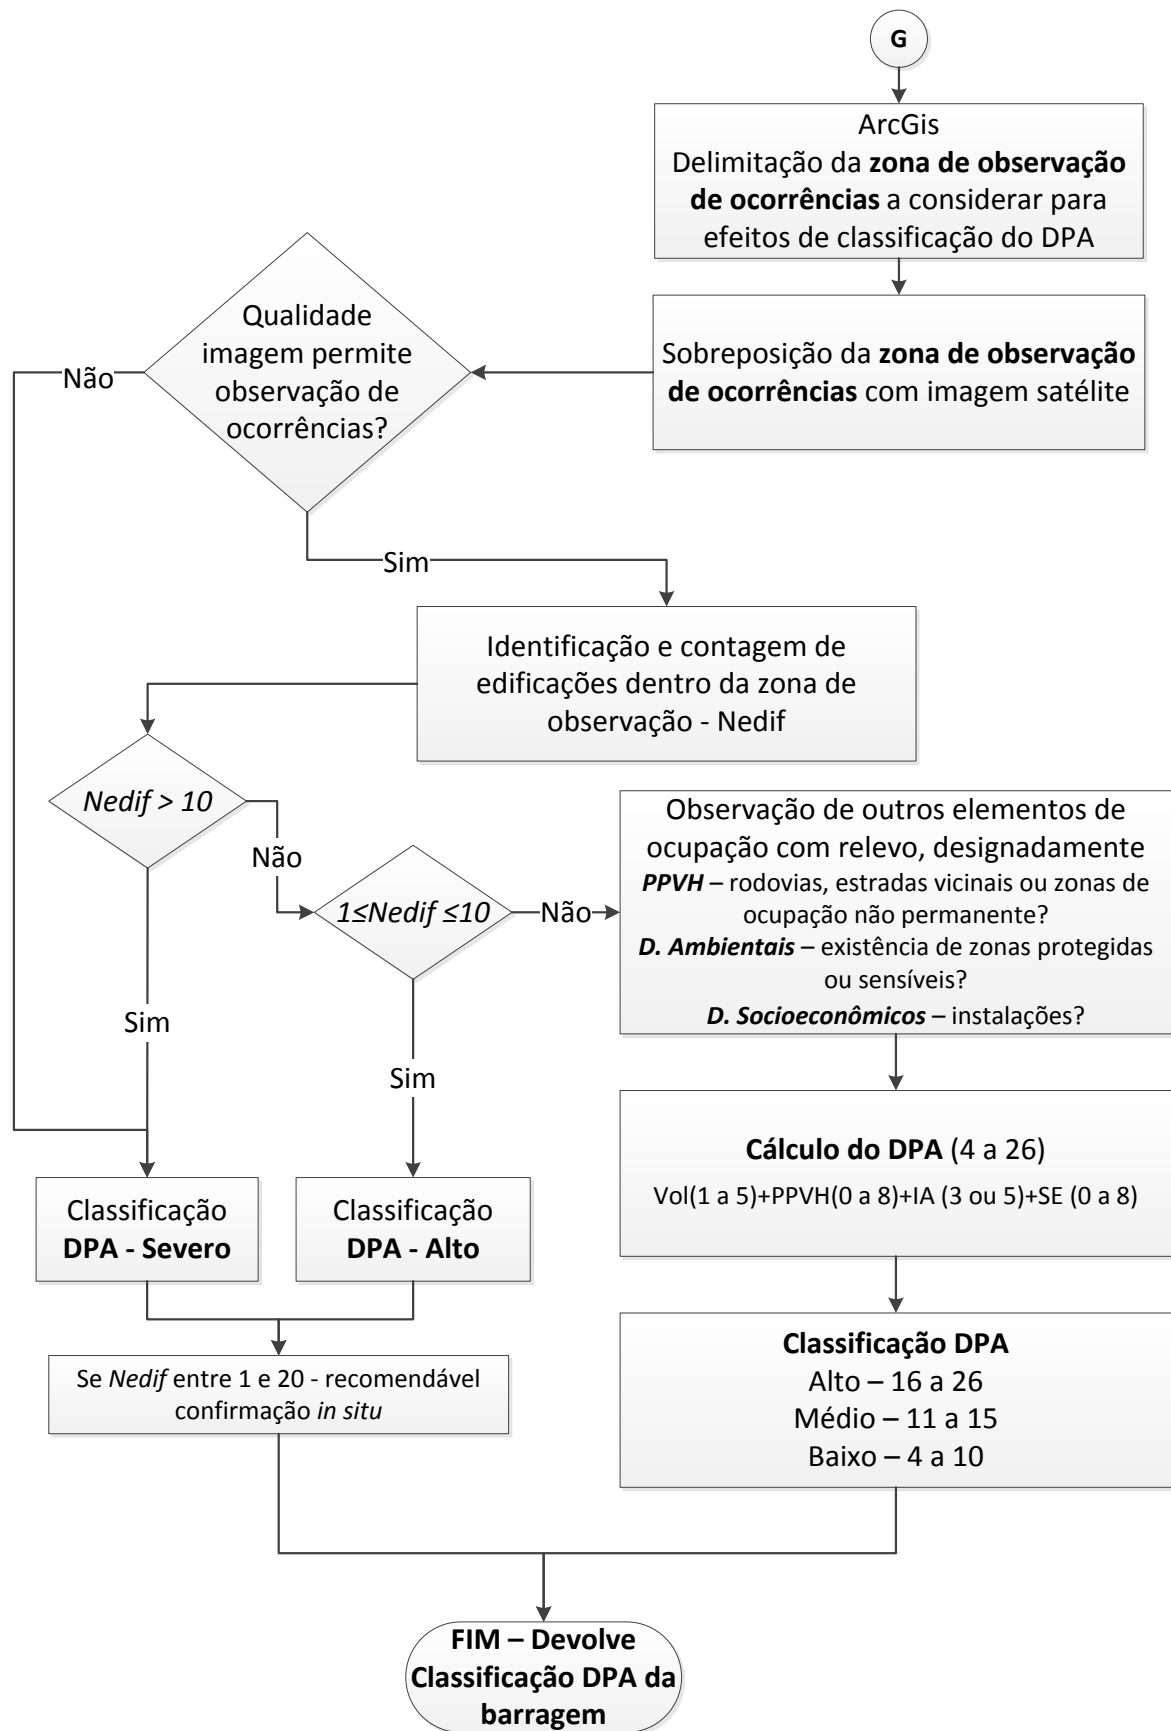 G
ArcGis
Delimitação da zona de observação
de ocorrências a considerar para
efeitos de classificação do DPA
Sobreposição da zona de observação
de ocorrências com imagem satélite
Qualidade
imagem permite
observação de
ocorrências?
Não
Sim
Identificação e contagem de
edificações dentro da zona de
observação - Nedif
Nedif > 10
Não
Sim
1≤Nedif ≤10
Não
Sim
Observação de outros elementos de
ocupação com relevo, designadamente
PPVH – rodovias, estradas vicinais ou zonas de
ocupação não permanente?
D. Ambientais – existência de zonas protegidas
ou sensíveis?
D. Socioeconômicos – instalações?
Cálculo do DPA (4 a 26)
Vol(1 a 5)+PPVH(0 a 8)+IA (3 ou 5)+SE (0 a 8)
Classificação
DPA - Severo
Classificação
DPA - Alto
Classificação DPA
Alto – 16 a 26
Médio – 11 a 15
Baixo – 4 a 10
Se Nedif entre 1 e 20 - recomendável
confirmação in situ
FIM – Devolve
Classificação DPA da
barragem